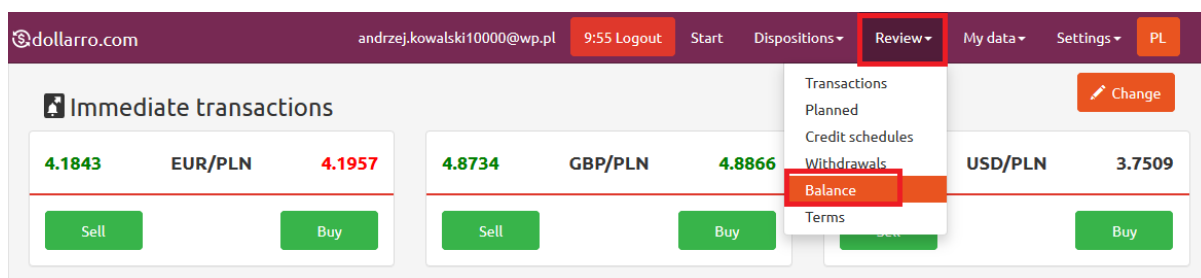 dollarro.com andrzej.kowalski10000@wp.pl 9:55 Logout Start Dispositions Review My data Settings PL
Immediate transactions
Change
Transactions
Planned
Credit schedules
Withdrawals
Balance
Terms
4.1843 EUR/PLN 4.1957
Sell Buy
4.8734 GBP/PLN 4.8866
Sell Buy
USD/PLN 3.7509
Buy